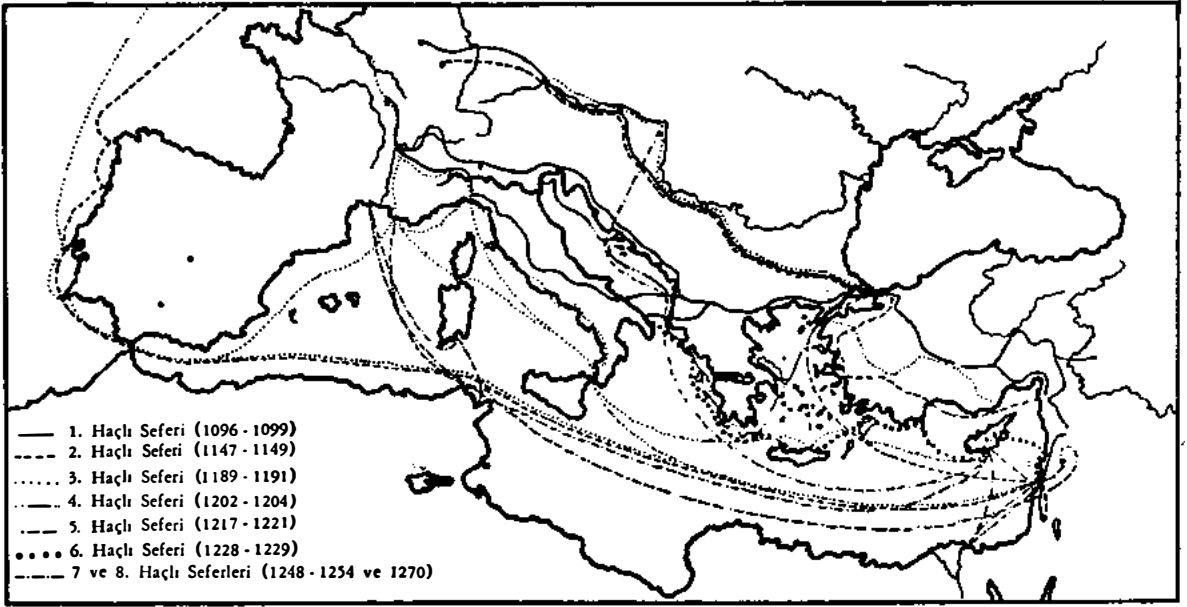 1. Haçlı Seferi (1096 - 1099)
2. Haçlı Seferi (1147 - 1149)
3. Haçlı Seferi (1189 - 1191)
4. Haçlı Seferi (1202 - 1204)
5. Haçlı Seferi (1217 - 1221)
6. Haçlı Seferi (1228 - 1229)
7 ve 8. Haçlı Seferleri (1248 - 1254 ve 1270)